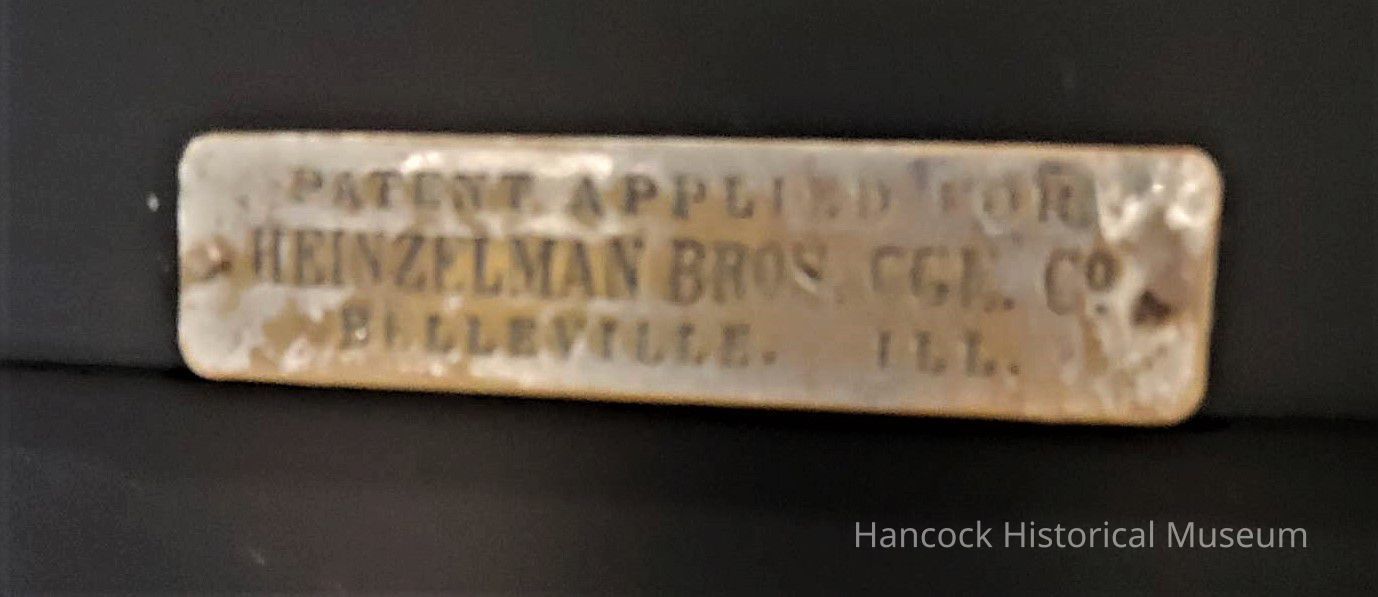 PATENT APPLIED FOR
HEINZELMAN BROS. CGE. Cº.
BELLEVILLE. ILL.
Hancock Historical Museum